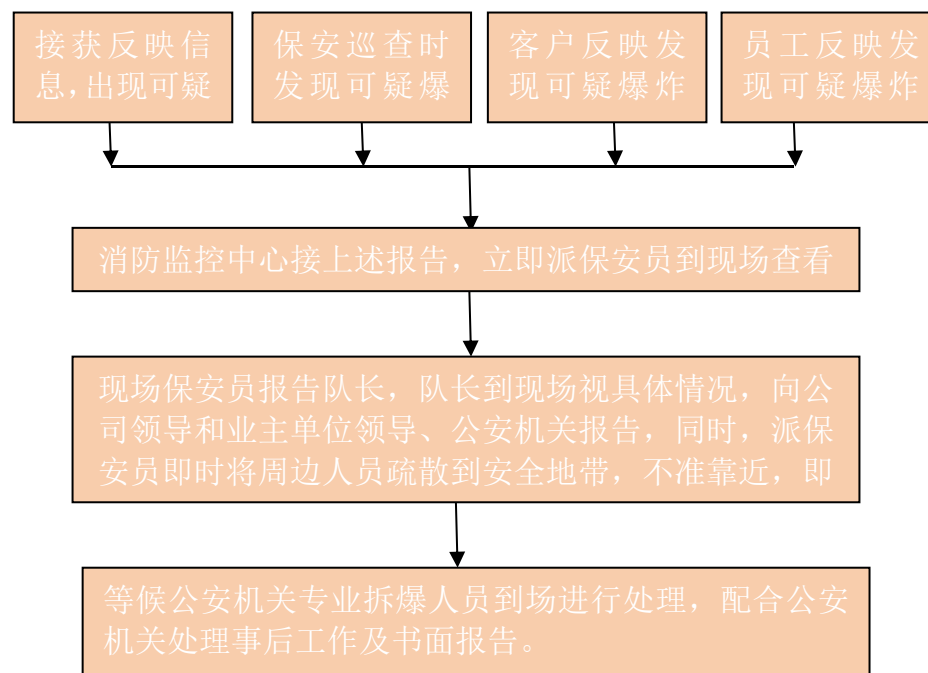 接获反映信
息，出现可疑
保安巡查时
发现可疑爆
客户反映发
现可疑爆炸
员工反映发
现可疑爆炸
消防监控中心接上述报告，立即派保安员到现场查看
现场保安员报告队长，队长到现场视具体情况，向公
司领导和业主单位领导、公安机关报告，同时，派保
安员即时将周边人员疏散到安全地带，不准靠近，即
等候公安机关专业拆爆人员到场进行处理，配合公安
机关处理事后工作及书面报告。